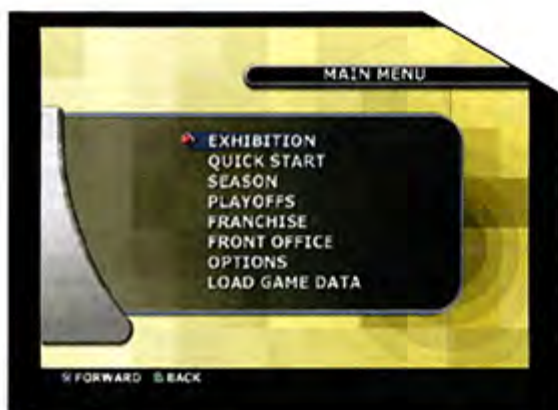 MAIN MENU
EXHIBITION
QUICK START
SEASON
PLAYOFFS
FRANCHISE
FRONT OFFICE
OPTIONS
LOAD GAME DATA
FORWARD BACK